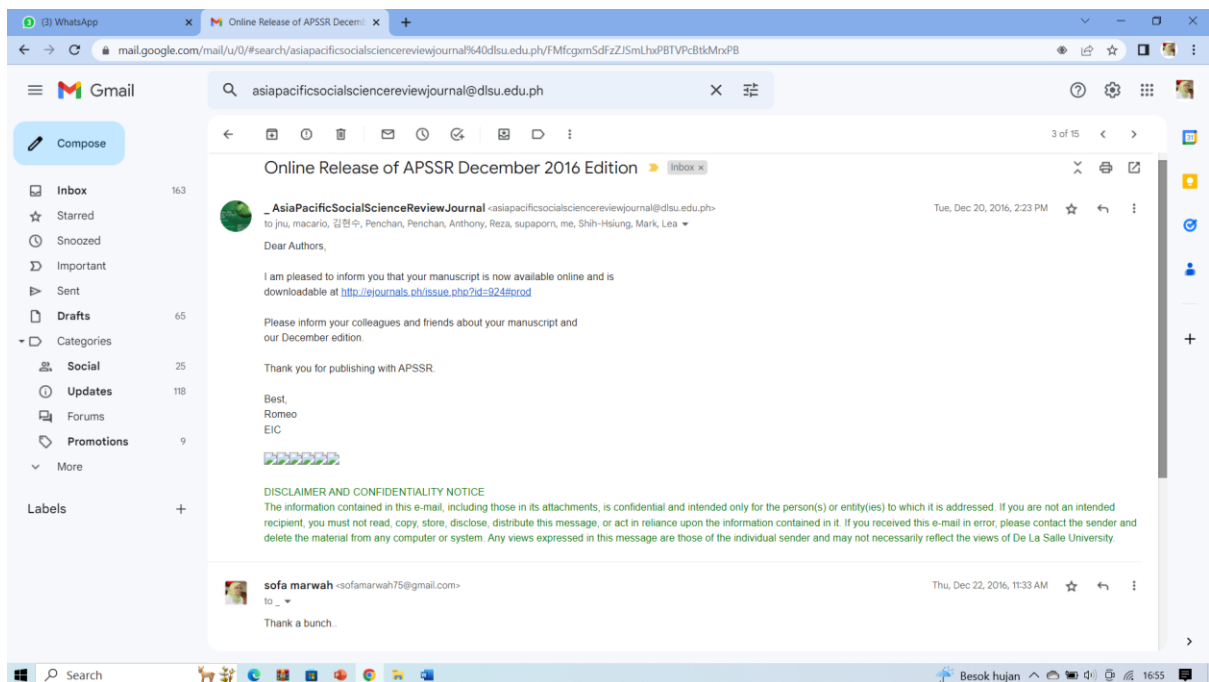 (3) WhatsApp
Online Release of APSSR Decemb
mail.google.com/mail/u/0/#search/asiapacificsocialsciencereviewjournal%40dlsu.edu.ph/FMfcgxmSdFzZJSmLhxPBTVPcBtkMrxPB
Gmail
asiapacificsocialsciencereviewjournal@dlsu.edu.ph
Compose
3 of 15
Inbox 163
Starred
Snoozed
Important
Sent
Drafts 65
Categories
Social 25
Updates 118
Forums
Promotions 9
More
Labels
Online Release of APSSR December 2016 Edition Inbox x
_ AsiaPacificSocialScienceReviewJournal <asiapacificsocialsciencereviewjournal@dlsu.edu.ph> Tue, Dec 20, 2016, 2:23 PM
to jnu, macario, 김현수, Penchan, Penchan, Anthony, Reza, supaporn, me, Shih-Hsiung, Mark, Lea
Dear Authors,
I am pleased to inform you that your manuscript is now available online and is
downloadable at http://ejournals.ph/issue.php?id=924#prod
Please inform your colleagues and friends about your manuscript and
our December edition.
Thank you for publishing with APSSR.
Best,
Romeo
EIC
DISCLAIMER AND CONFIDENTIALITY NOTICE
The information contained in this e-mail, including those in its attachments, is confidential and intended only for the person(s) or entity(ies) to which it is addressed. If you are not an intended
recipient, you must not read, copy, store, disclose, distribute this message, or act in reliance upon the information contained in it. If you received this e-mail in error, please contact the sender and
delete the material from any computer or system. Any views expressed in this message are those of the individual sender and may not necessarily reflect the views of De La Salle University.
sofa marwah <sofamarwah75@gmail.com> Thu, Dec 22, 2016, 11:33 AM
to _
Thank a bunch..
Search
Besok hujan
16:55